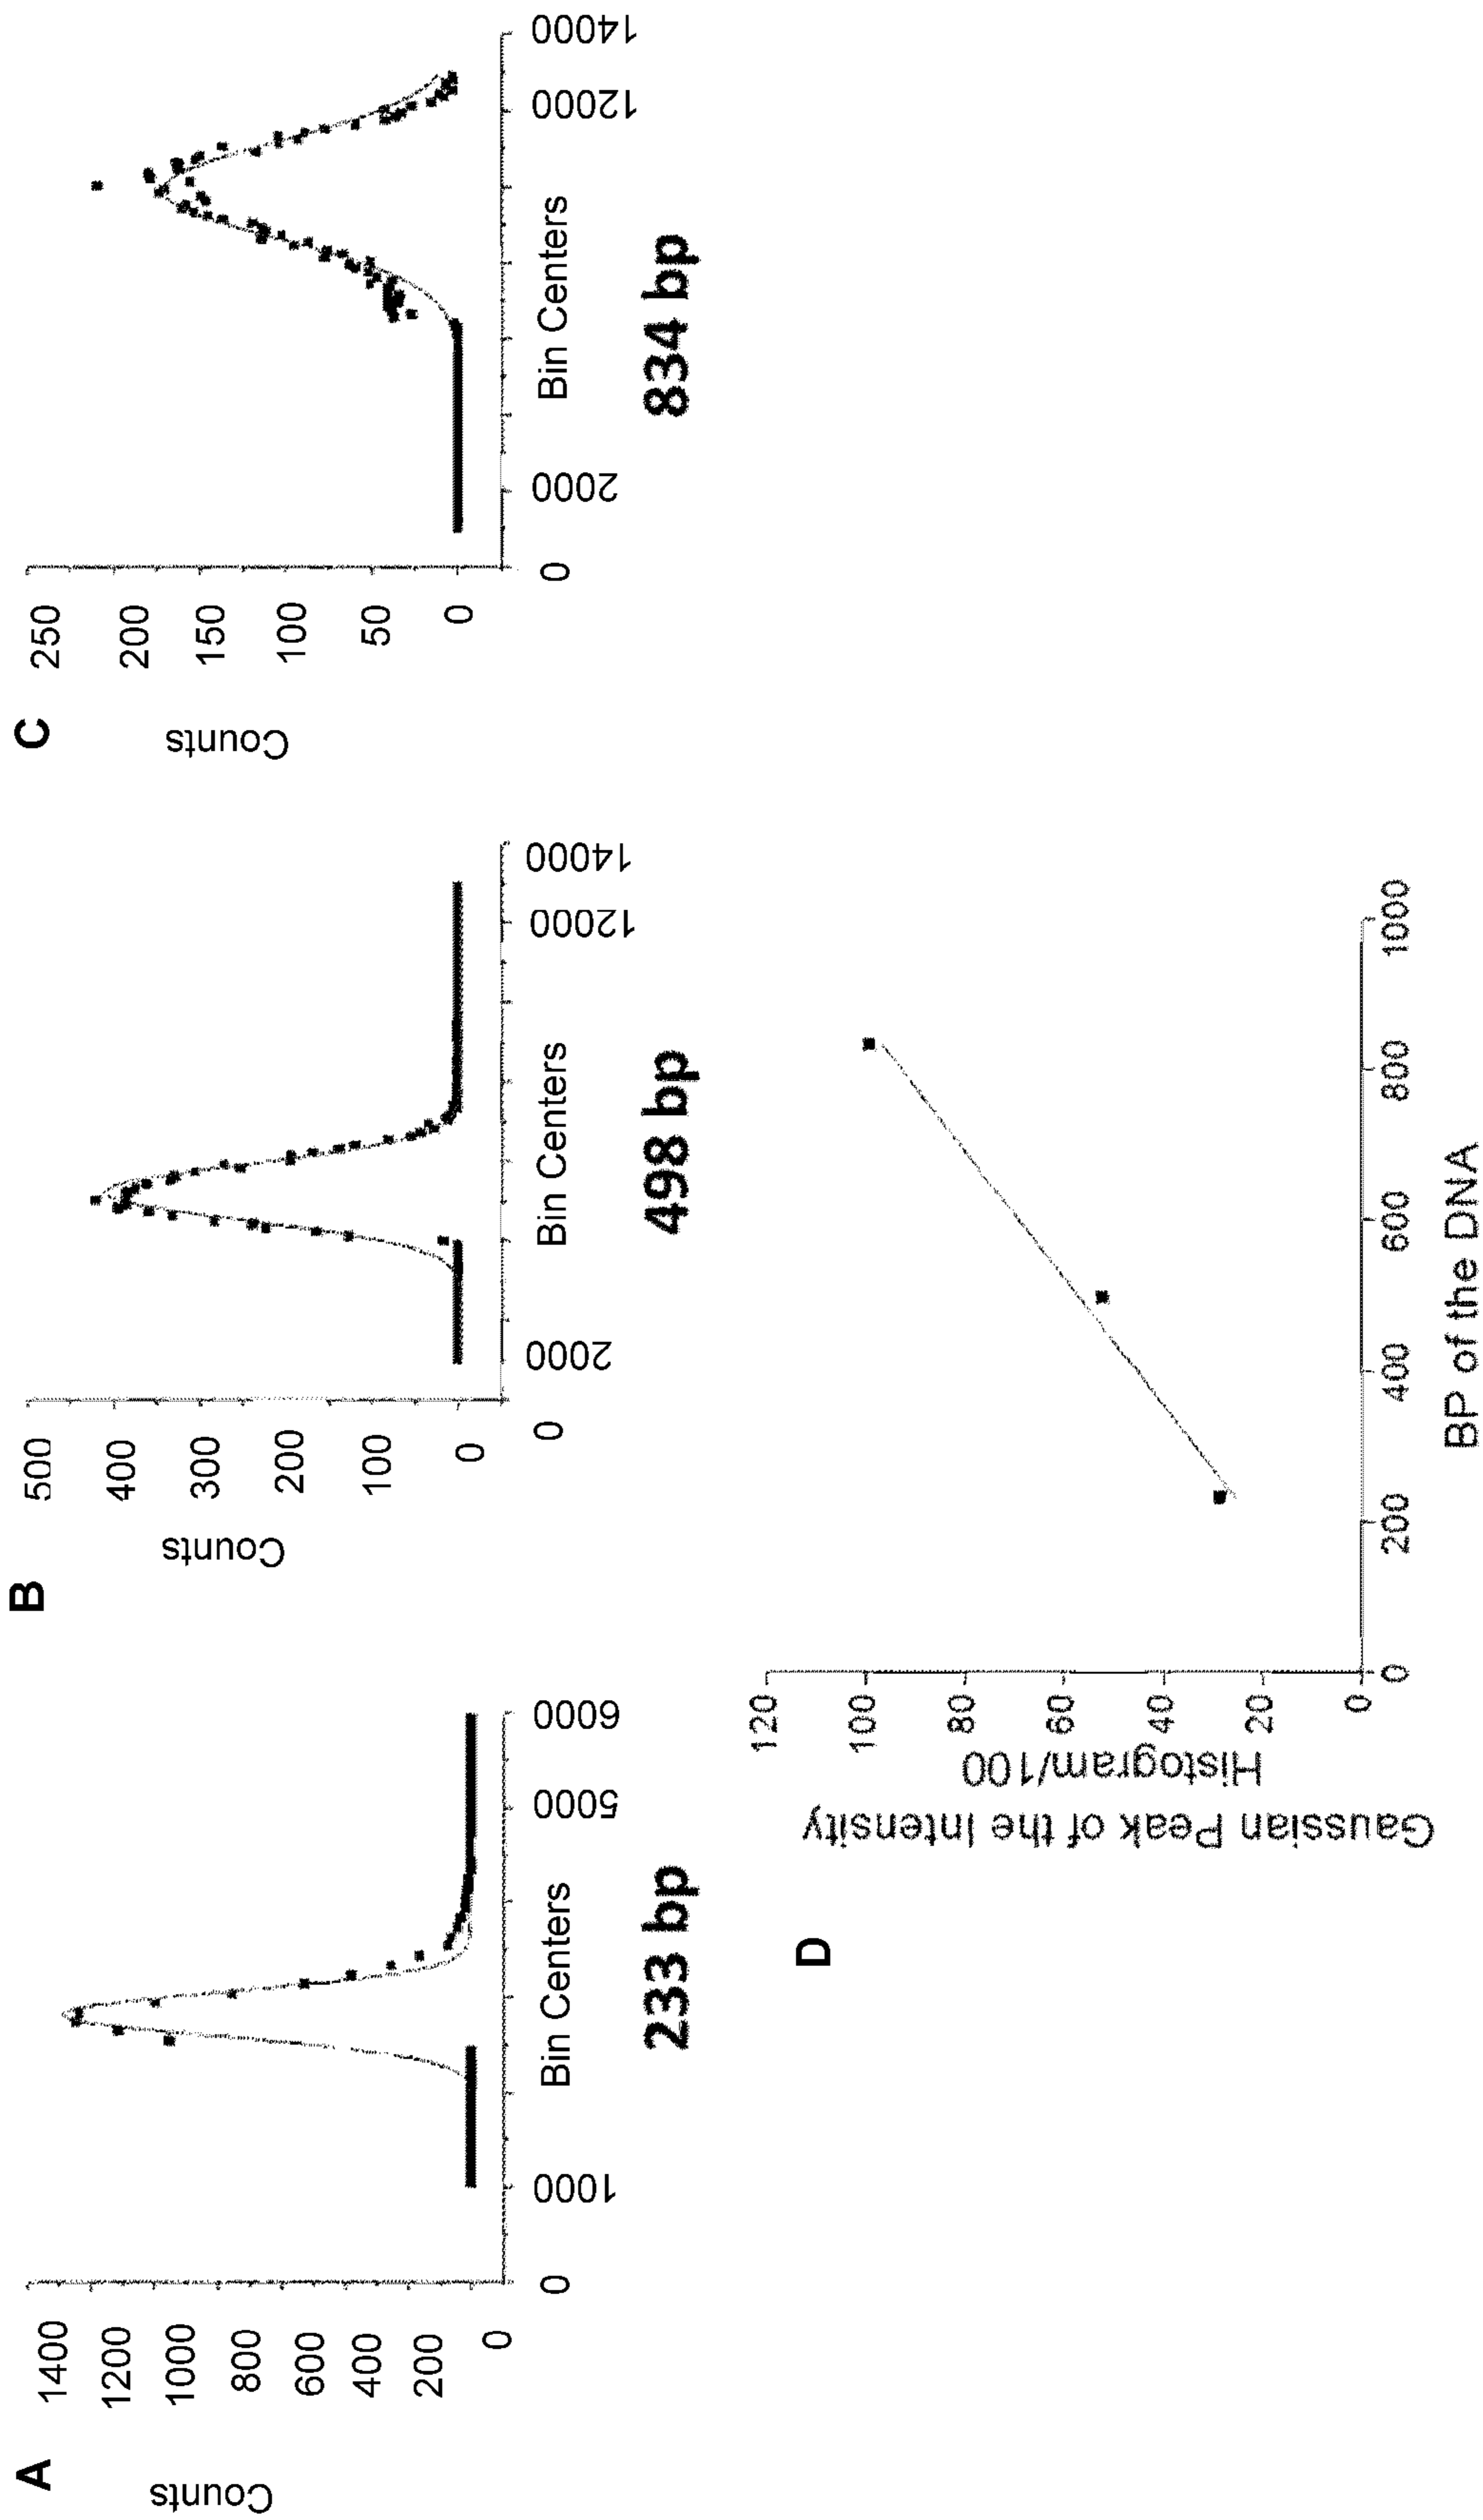 A
Counts
1400
1200
1000
800
600
400
200
0
0
1000
5000
6000
Bin Centers
233 bp
B
Counts
500
400
300
200
100
0
0
2000
12000
14000
Bin Centers
498 bp
C
Counts
250
200
150
100
50
0
0
2000
12000
14000
Bin Centers
834 bp
D
Gaussian Peak of the Intensity
Histogram/100
120
100
80
60
40
20
0
0
200
400
600
800
1000
BP of the DNA